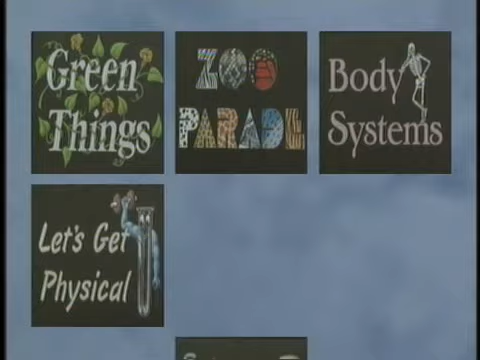 Green
Things
ZOO
PARADE
Body
Systems
Let's Get
Physical